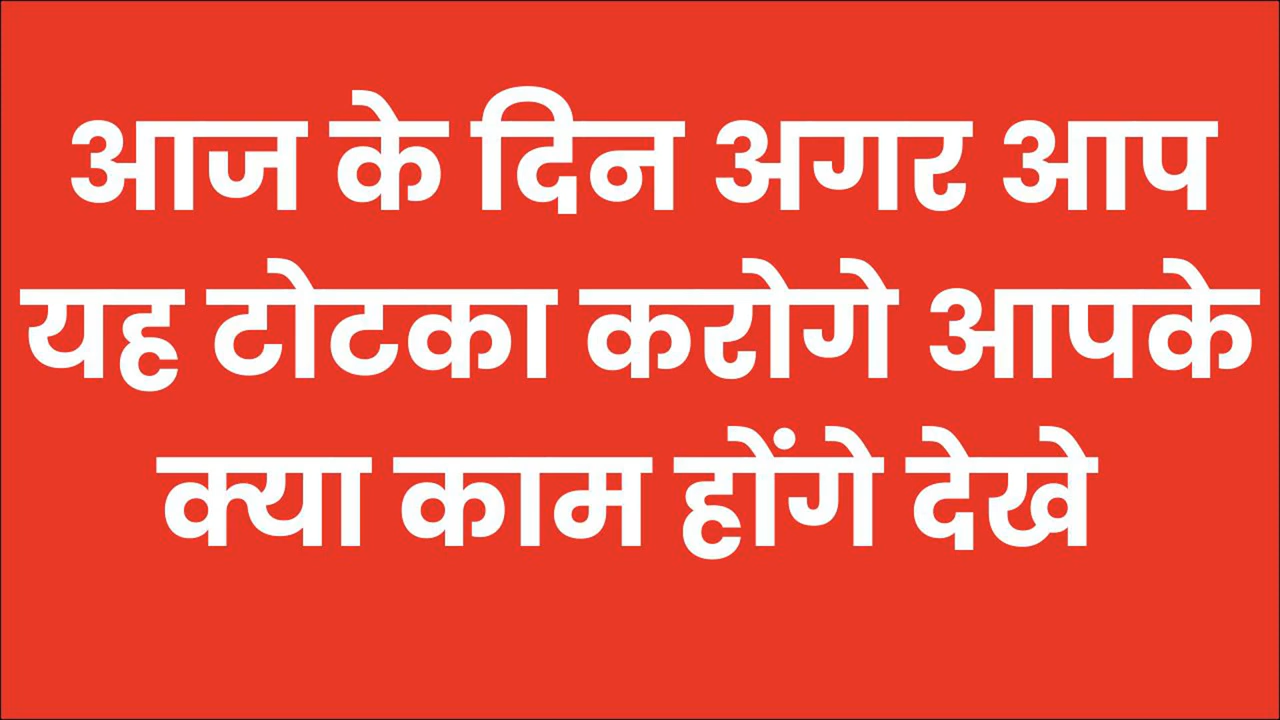 आज के दिन अगर आप
यह टोटका करोगे आपके
क्या काम होंगे देखे